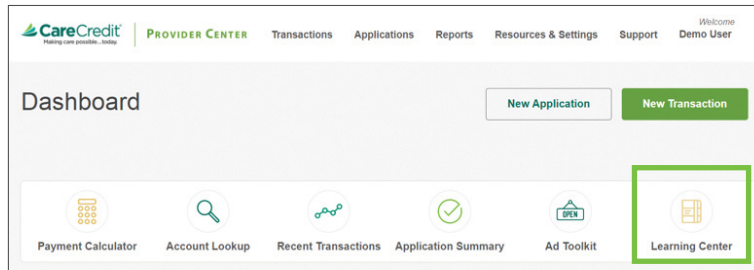 CareCredit®
Making care possible...today.
PROVIDER CENTER
Transactions Applications Reports Resources & Settings Support
Welcome
Demo User
Dashboard
New Application New Transaction
OPEN
Payment Calculator Account Lookup Recent Transactions Application Summary Ad Toolkit Learning Center